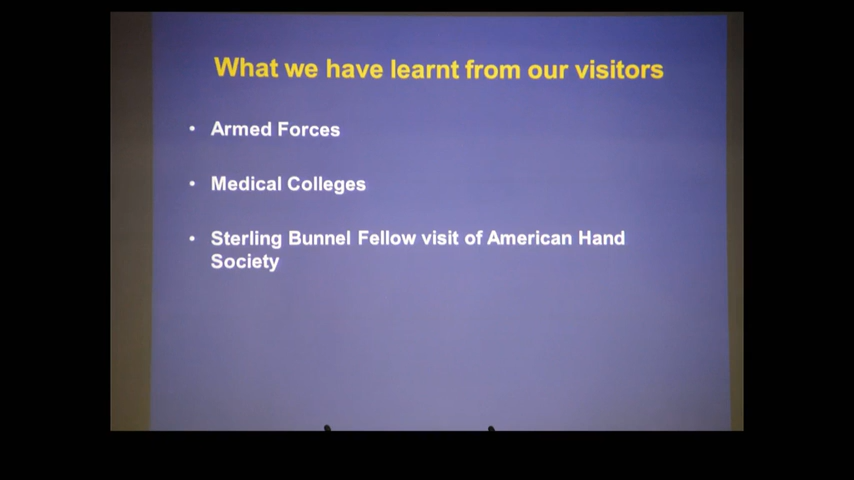 What we have learnt from our visitors
• Armed Forces
• Medical Colleges
• Sterling Bunnel Fellow visit of American Hand
Society